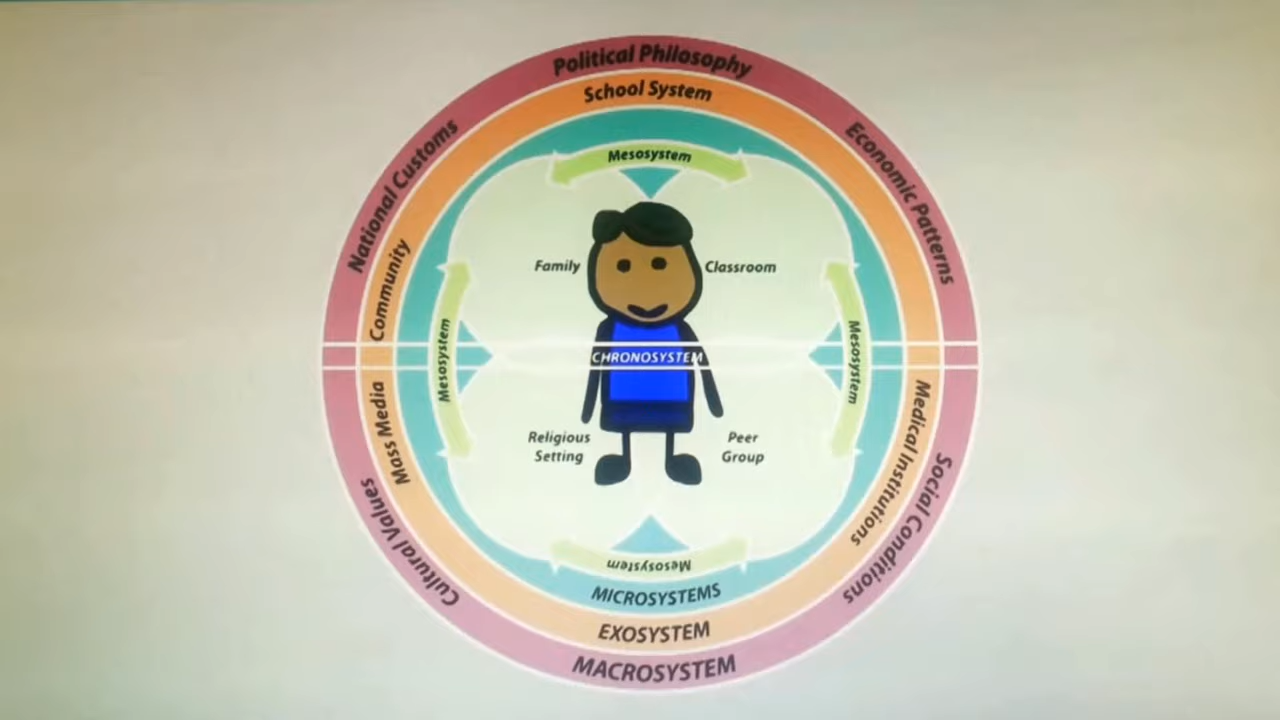 Political Philosophy
School System
National Customs
Economic Patterns
Mesosystem
Community
Family
Classroom
Mesosystem
CHRONOSYSTEM
Mesosystem
Mass Media
Medical Institutions
Religious
Setting
Peer
Group
Cultural Values
Social Conditions
Mesosystem
MICROSYSTEMS
EXOSYSTEM
MACROSYSTEM